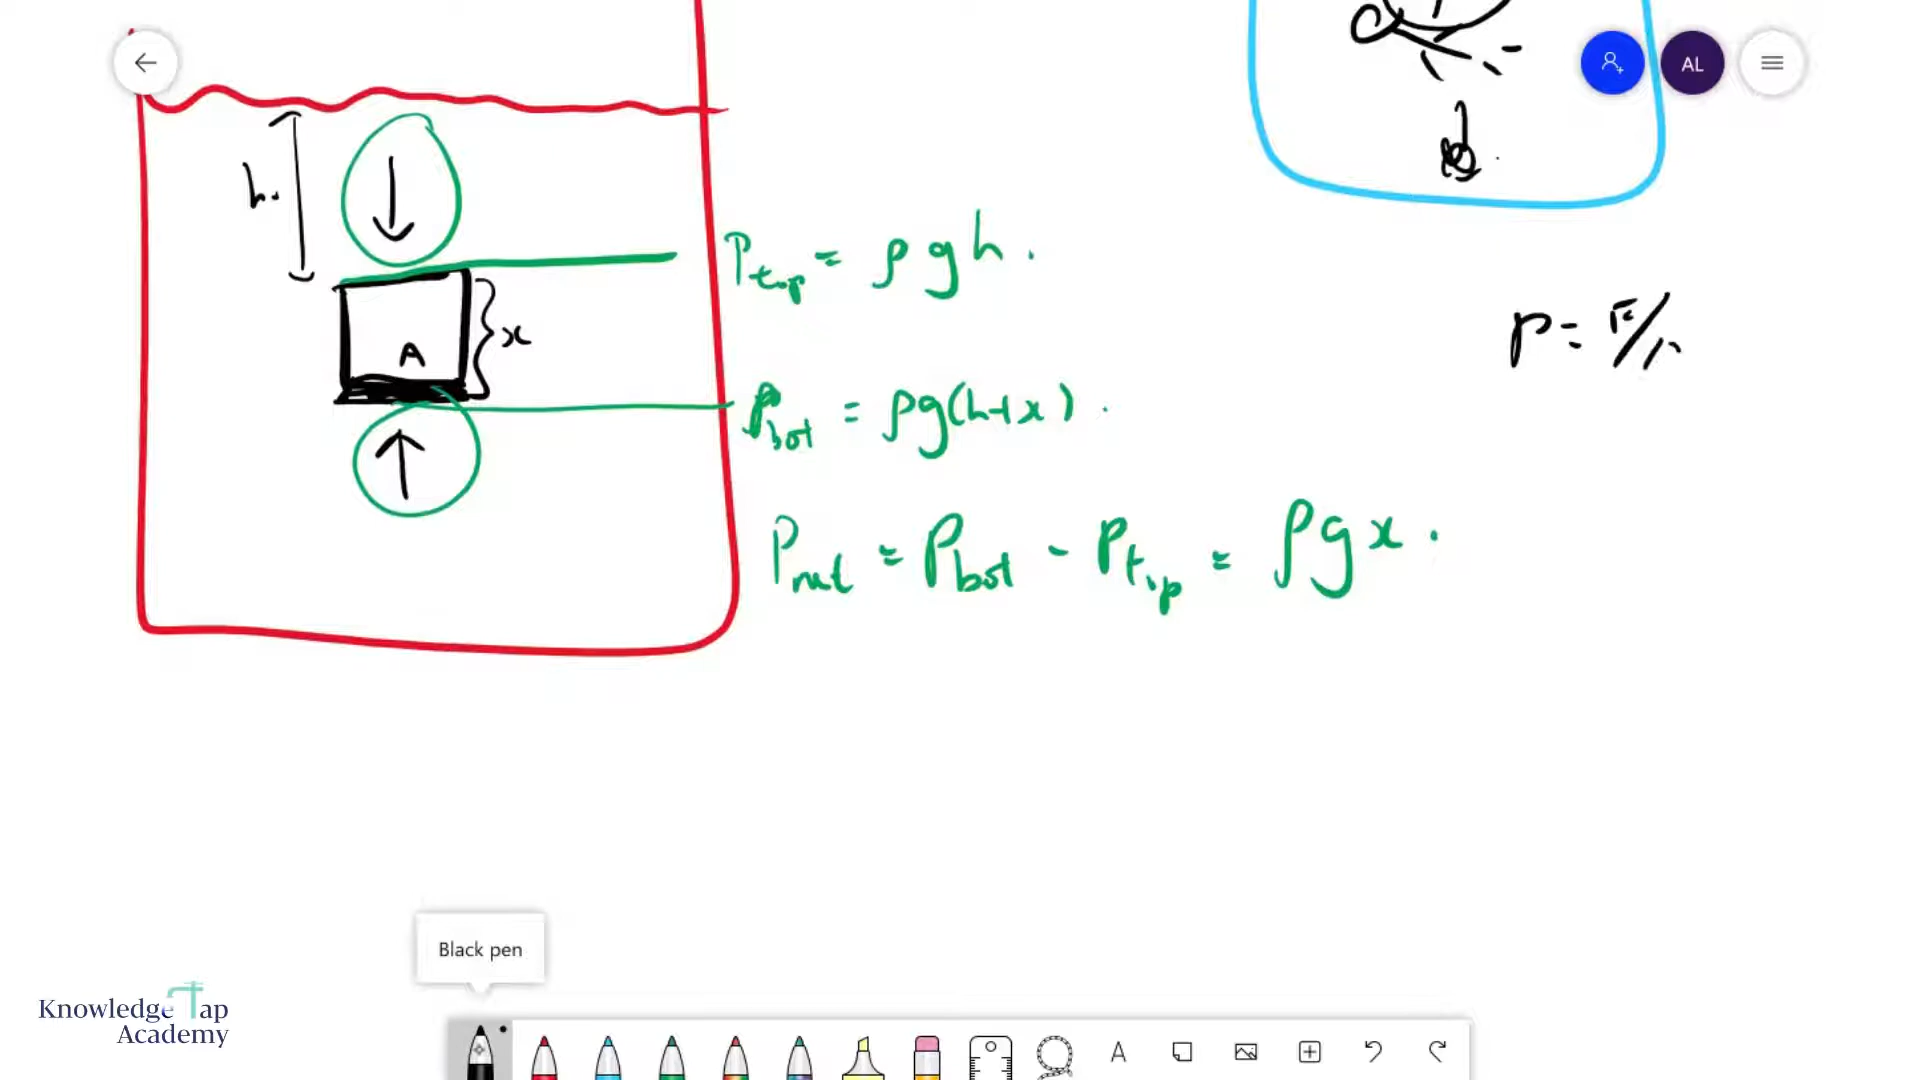 AL
h.
P_top = ρgh.
A
x
P = F/A
P_bot = ρg(h+x).
P_net = P_bot - P_top = ρgx.
Black pen
Knowledge Tap
Academy
A